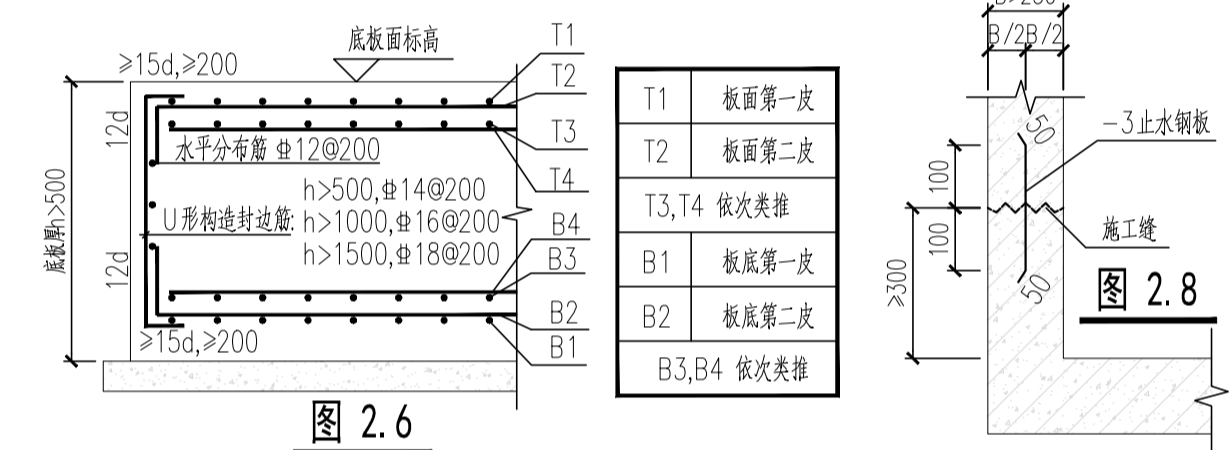 底板面标高
≥15d,≥200
T1
T2
T3
T4
12d
水平分布筋 Φ12@200
底板厚h>500
U形构造封边筋:
h>500,Φ14@200
h>1000,Φ16@200
h>1500,Φ18@200
12d
B4
B3
B2
B1
≥15d,≥200
图 2.6
T1 板面第一皮
T2 板面第二皮
T3,T4 依次类推
B1 板底第一皮
B2 板底第二皮
B3,B4 依次类推
B/2 B/2
50
-3止水钢板
100
100
施工缝
≥300
50
图 2.8